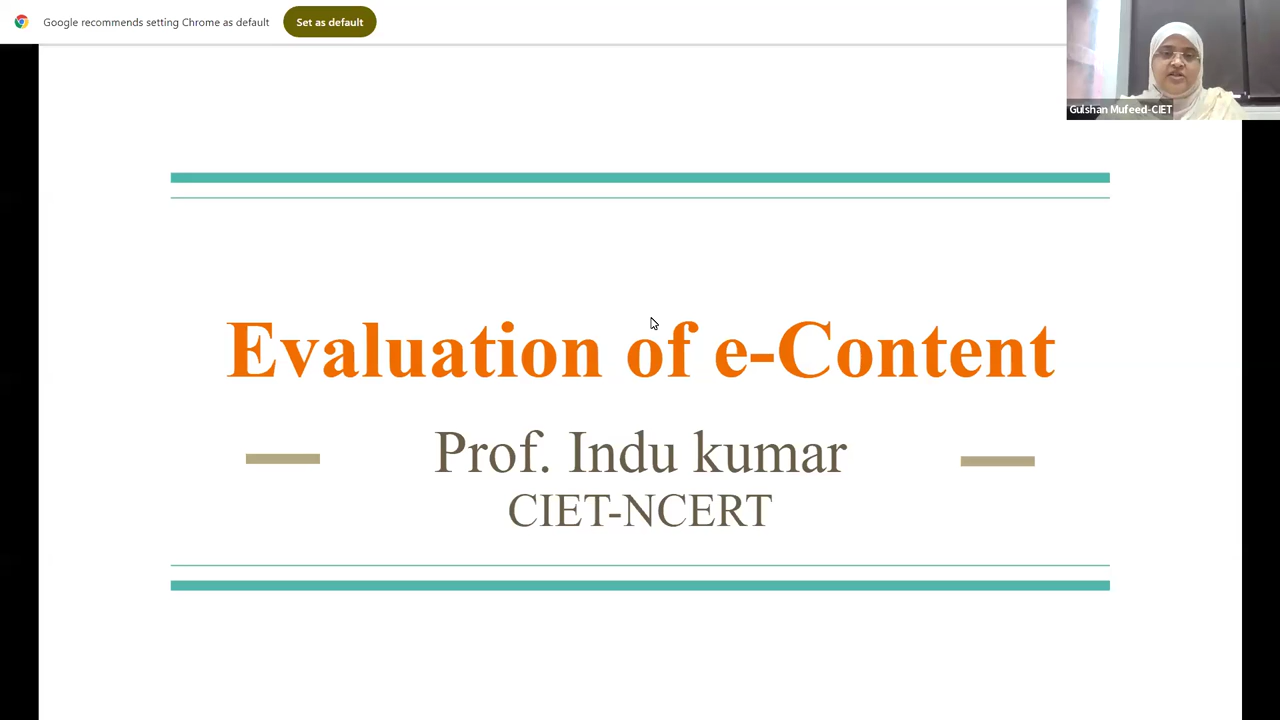 Google recommends setting Chrome as default
Set as default
Gulshan Mufeed-CIET
Evaluation of e-Content
Prof. Indu kumar
CIET-NCERT